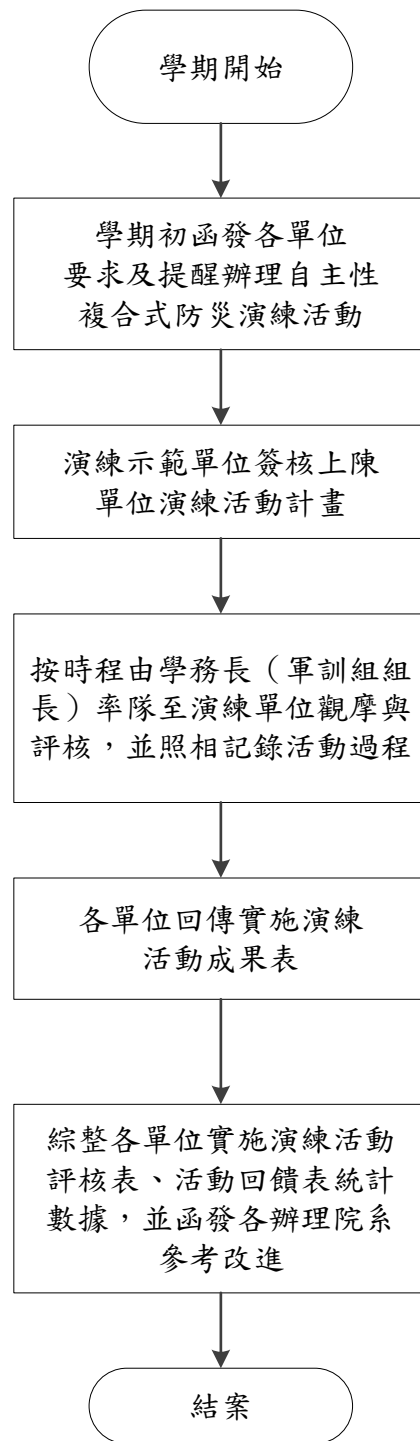 學期開始
學期初函發各單位
要求及提醒辦理自主性
複合式防災演練活動
演練示範單位簽核上陳
單位演練活動計畫
按時程由學務長（軍訓組組
長）率隊至演練單位觀摩與
評核，並照相記錄活動過程
各單位回傳實施演練
活動成果表
綜整各單位實施演練活動
評核表、活動回饋表統計
數據，並函發各辦理院系
參考改進
結案